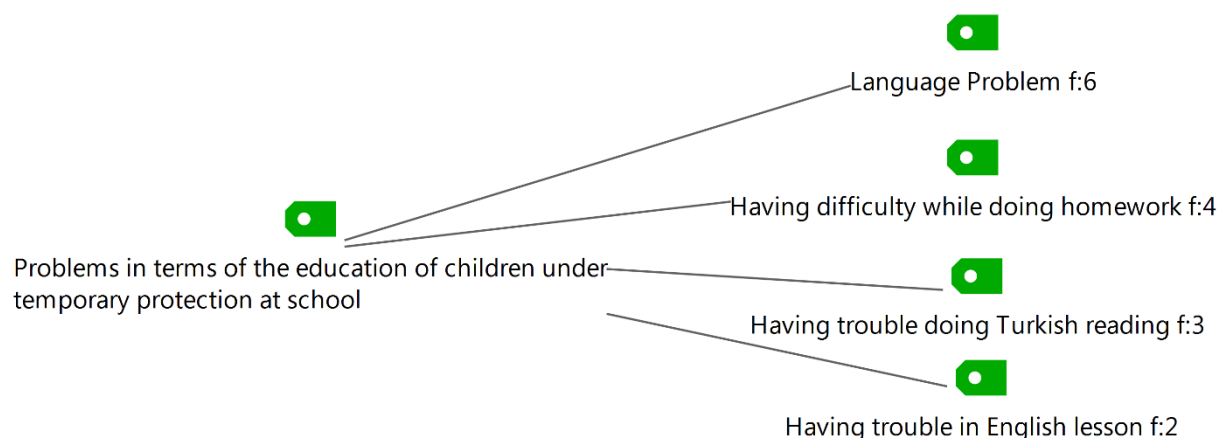 Language Problem f:6
Having difficulty while doing homework f:4
Problems in terms of the education of children under
temporary protection at school
Having trouble doing Turkish reading f:3
Having trouble in English lesson f:2